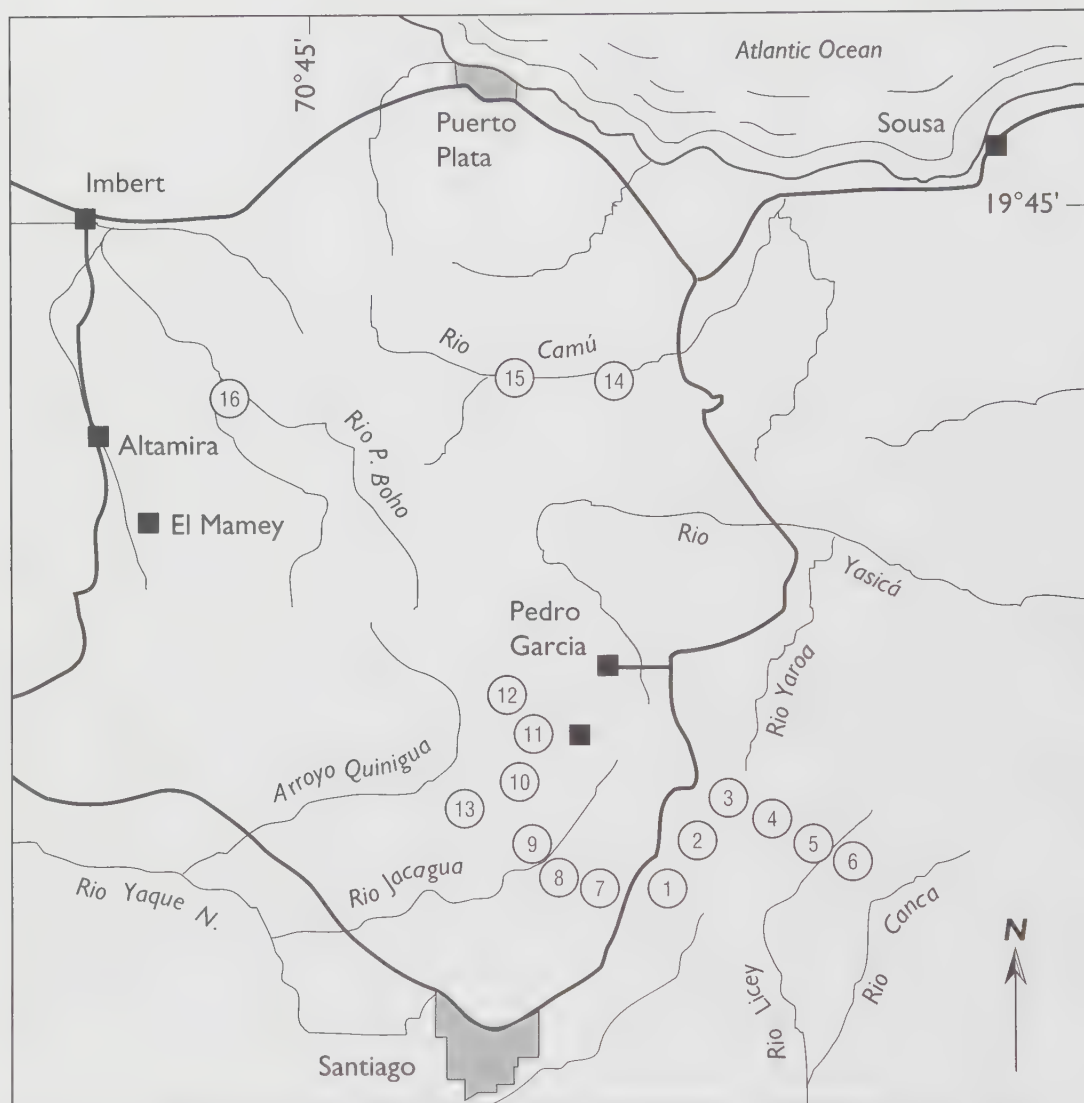 70°45'
Atlantic Ocean
Sousa
Puerto
Plata
Imbert
19°45'
Rio Camú
15
14
16
Altamira
Rio P. Boho
El Mamey
Rio Yasicá
Pedro
Garcia
Rio Yaroa
12
11
Arroyo Quinigua
10
13
3
4
2
5
9
6
Rio Jacagua
8
7
1
Rio Yaque N.
Rio Canca
N
Rio Licey
Santiago